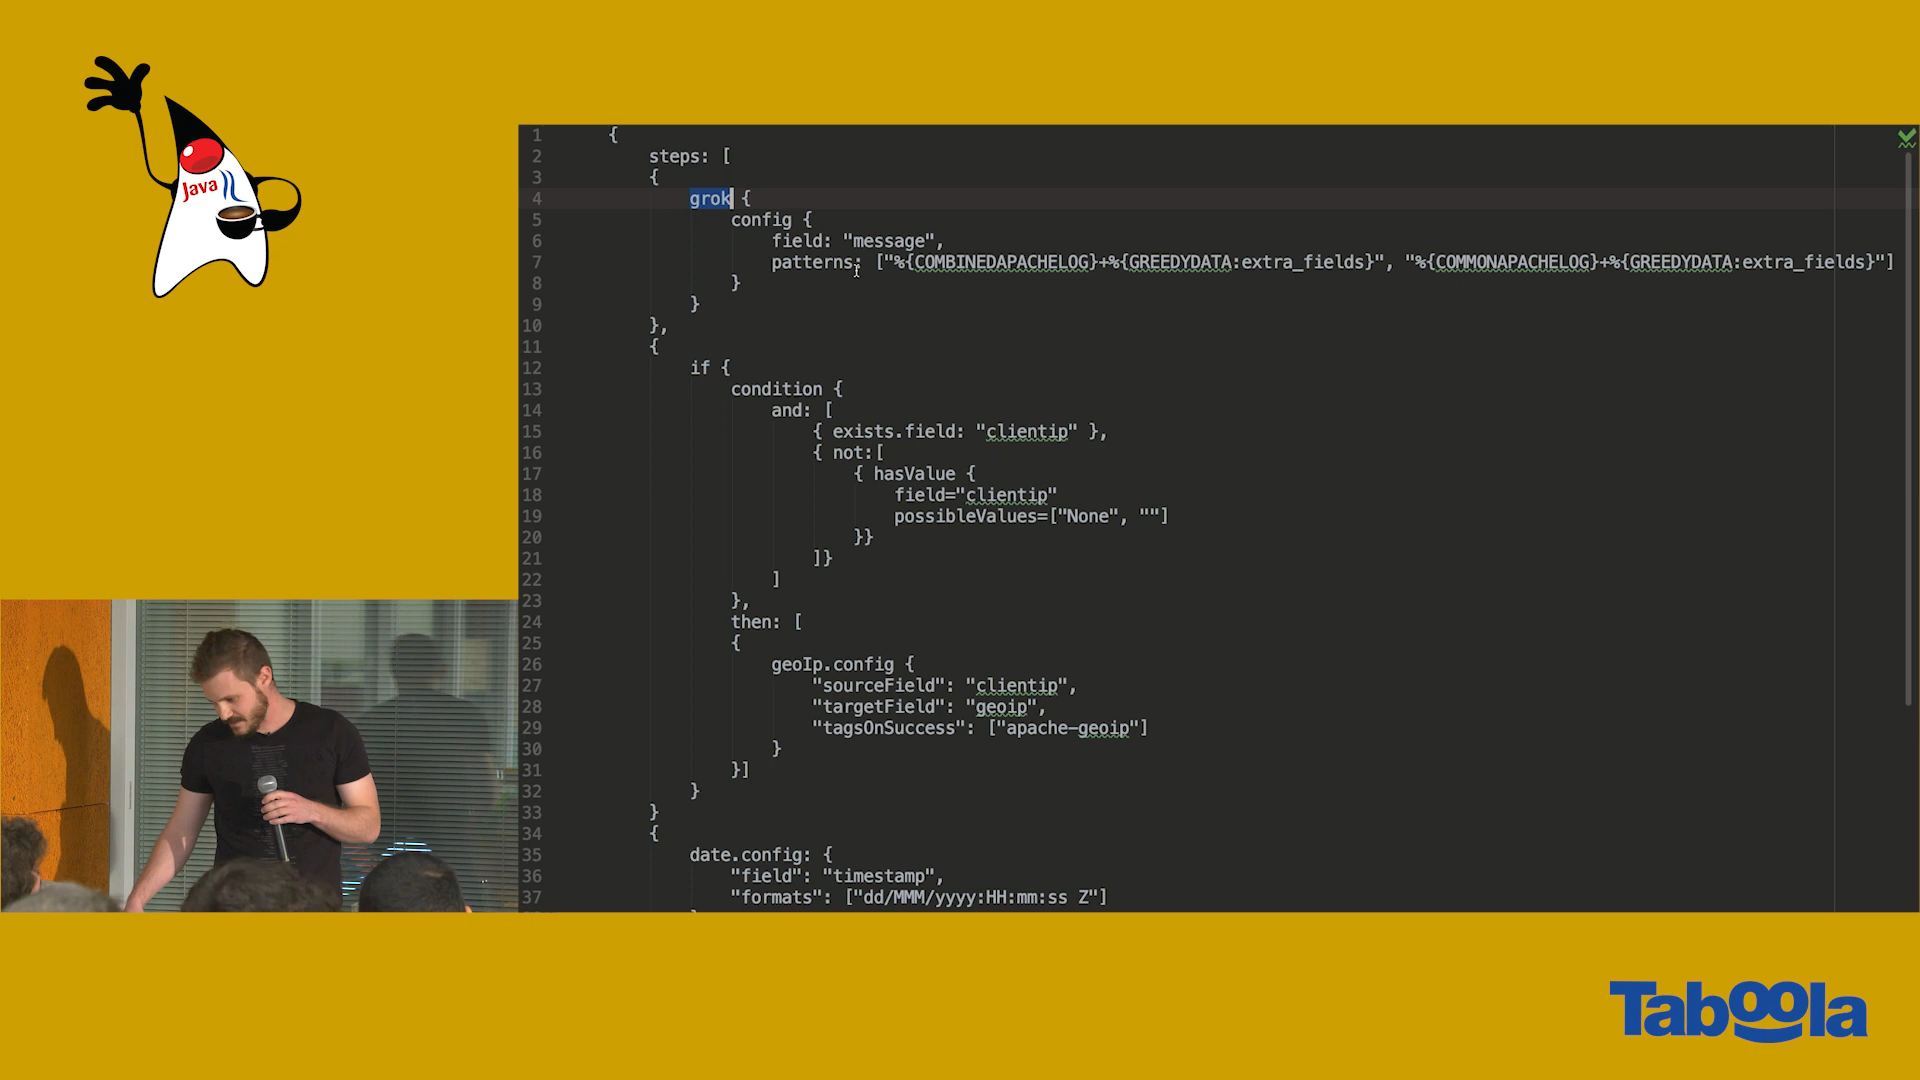 Java
1 {
2 steps: [
3 {
4 grok {
5 config {
6 field: "message",
7 patterns: ["%{COMBINEDAPACHELOG}+%{GREEDYDATA:extra_fields}", "%{COMMONAPACHELOG}+%{GREEDYDATA:extra_fields}"]
8 }
9 }
10 },
11 {
12 if {
13 condition {
14 and: [
15 { exists.field: "clientip" },
16 { not:[
17 { hasValue {
18 field="clientip"
19 possibleValues=["None", ""]
20 }}
21 ]}
22 ]
23 },
24 then: [
25 {
26 geoIp.config {
27 "sourceField": "clientip",
28 "targetField": "geoip",
29 "tagsOnSuccess": ["apache-geoip"]
30 }
31 }]
32 }
33 }
34 {
35 date.config: {
36 "field": "timestamp",
37 "formats": ["dd/MMM/yyyy:HH:mm:ss Z"]
Taboola